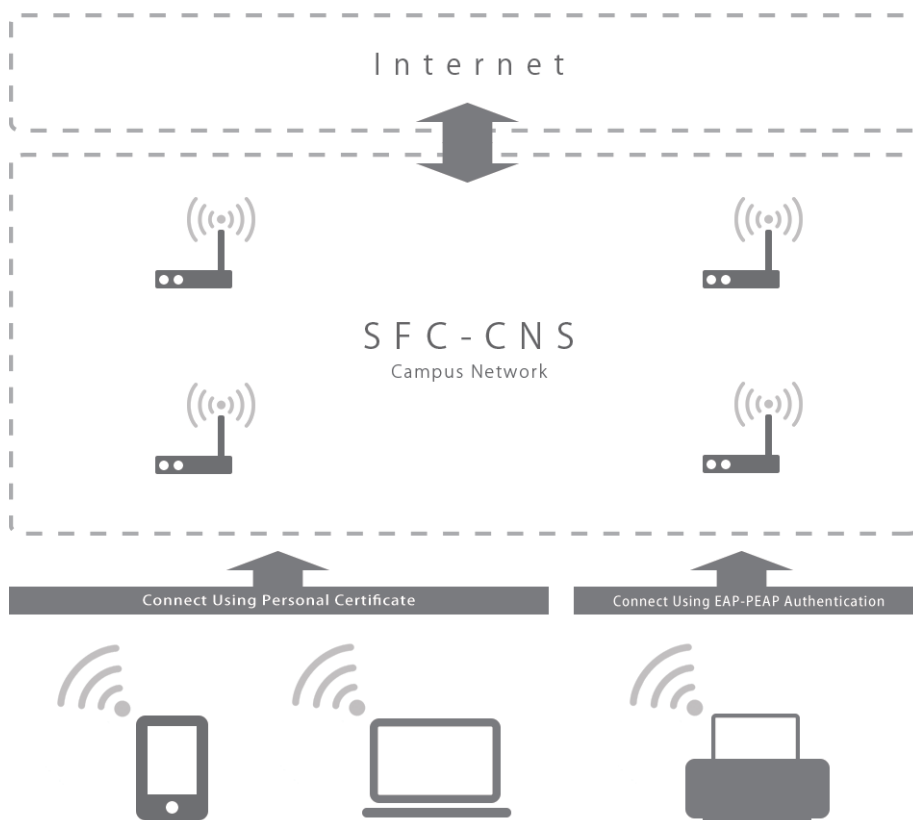 Internet
SFC-CNS
Campus Network
Connect Using Personal Certificate
Connect Using EAP-PEAP Authentication